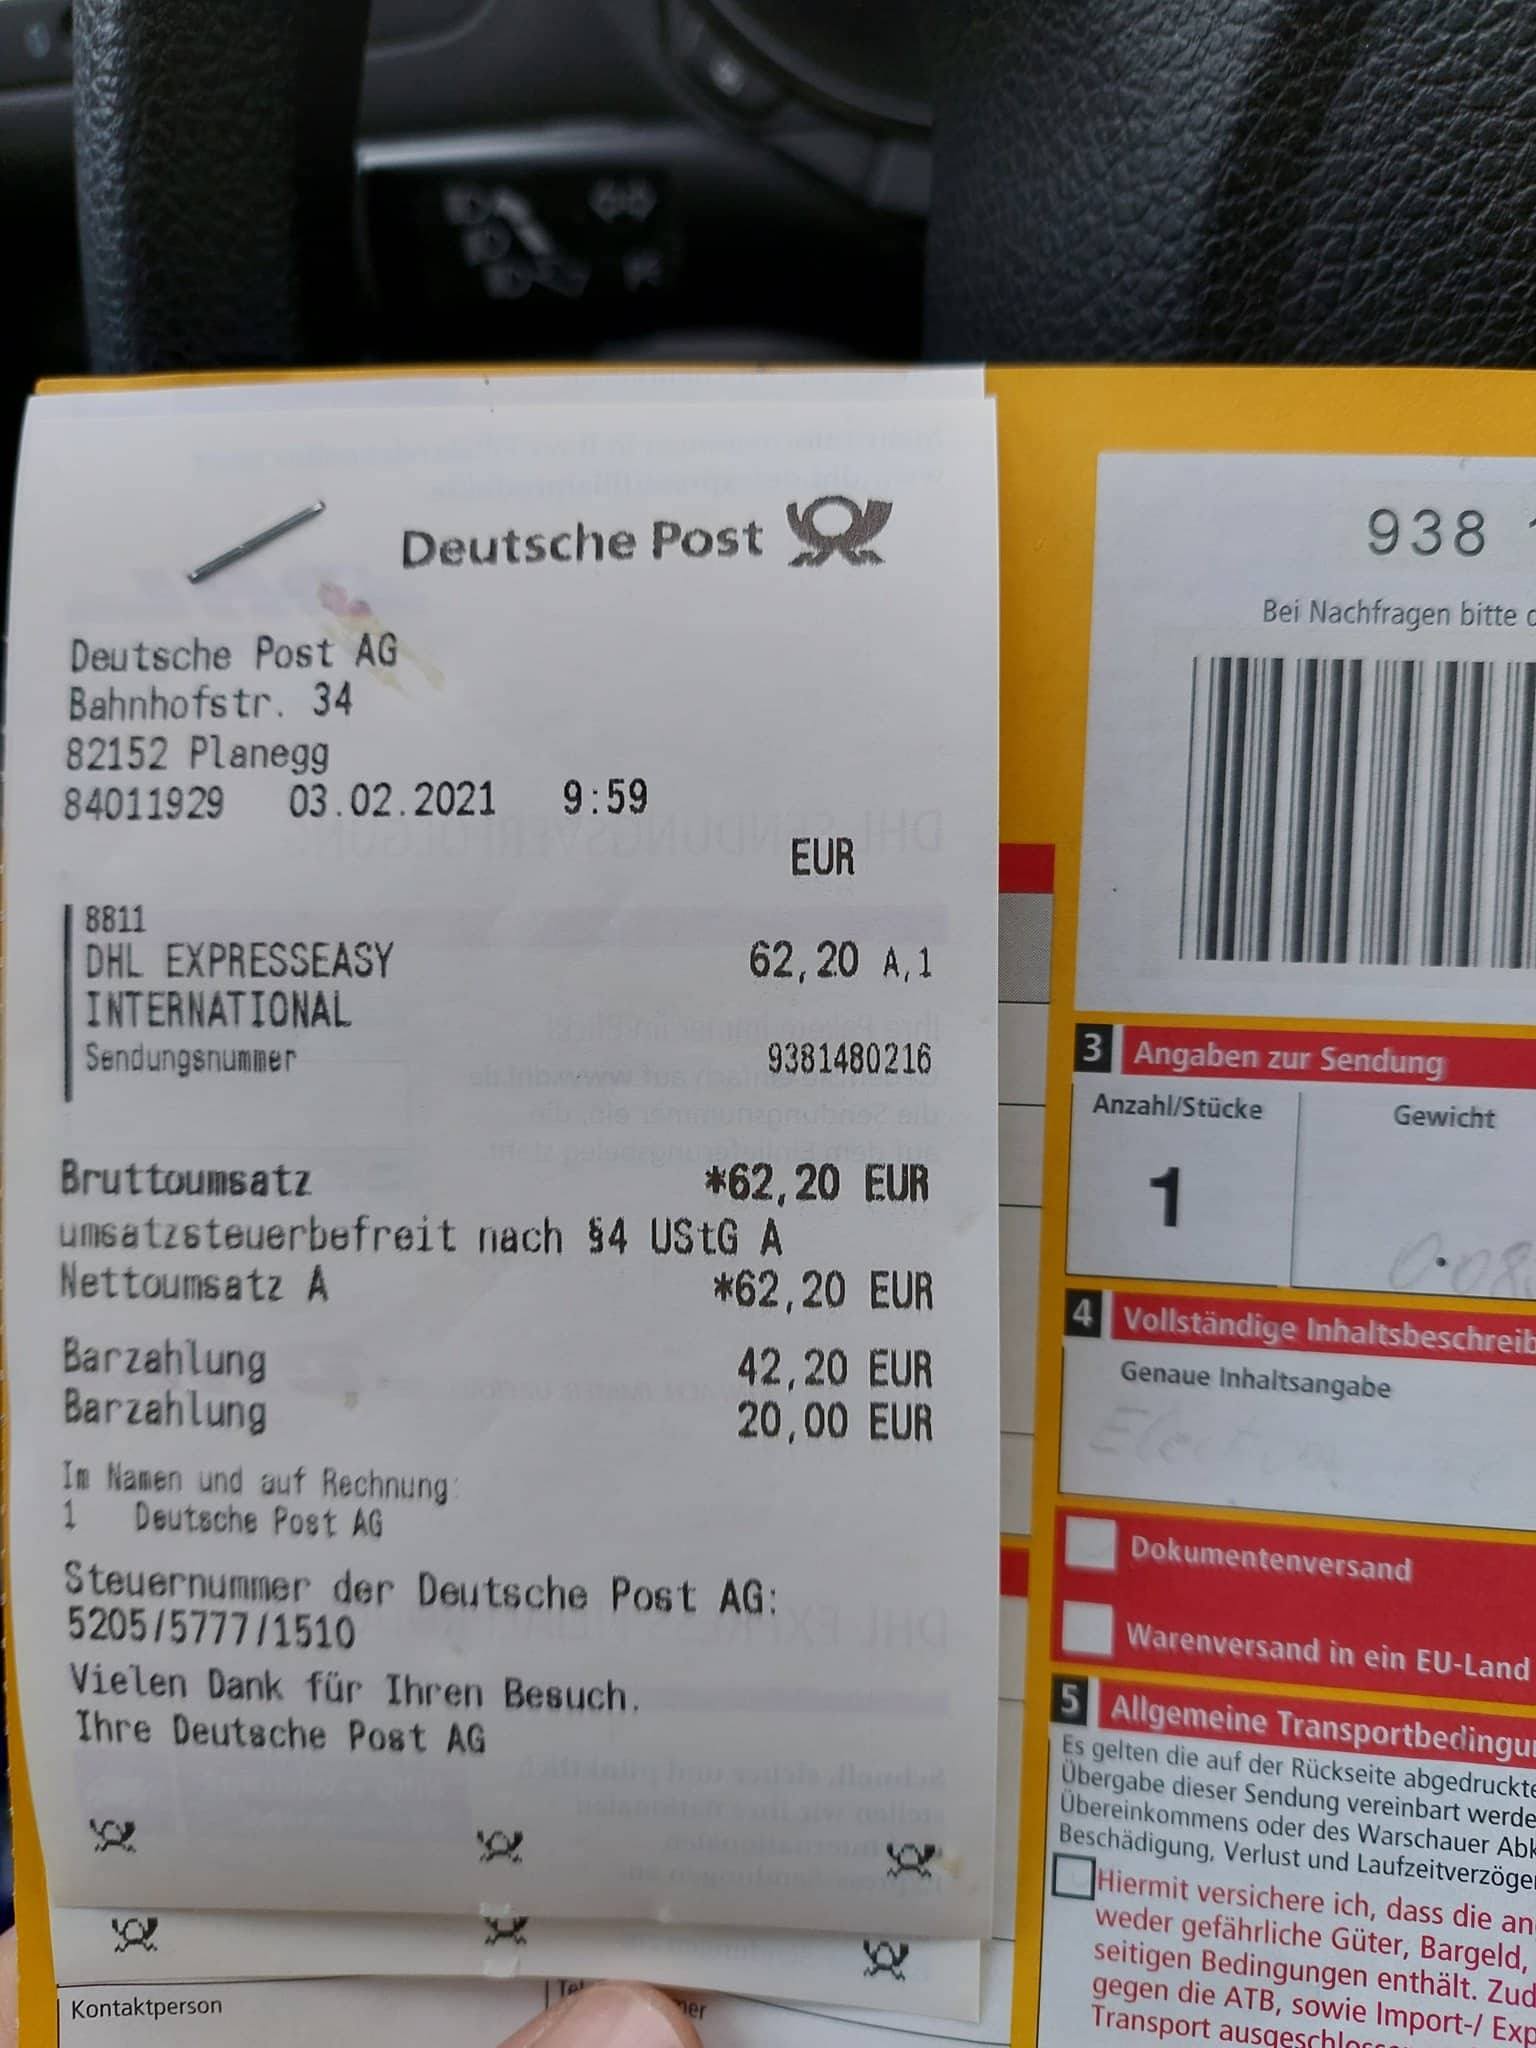 Deutsche Post
Deutsche Post AG
Bahnhofstr. 34
82152 Planegg
84011929 03.02.2021 9:59
EUR
8811
DHL EXPRESSEASY 62,20 A,1
INTERNATIONAL
Sendungsnummer 9381480216
Bruttoumsatz *62,20 EUR
umsatzsteuerbefreit nach §4 UStG A
Nettoumsatz A *62,20 EUR
Barzahlung 42,20 EUR
Barzahlung 20,00 EUR
Im Namen und auf Rechnung:
1 Deutsche Post AG
Steuernummer der Deutsche Post AG:
5205/5777/1510
Vielen Dank für Ihren Besuch.
Ihre Deutsche Post AG
Kontaktperson
938
Bei Nachfragen bitte
3 Angaben zur Sendung
Anzahl/Stücke Gewicht
1
4 Vollständige Inhaltsbeschreib
Genaue Inhaltsangabe
Dokumentenversand
Warenversand in ein EU-Land
5 Allgemeine Transportbedingu
Es gelten die auf der Rückseite abgedruckte
Übergabe dieser Sendung vereinbart werde
Übereinkommens oder des Warschauer Abk
Beschädigung, Verlust und Laufzeitverzöger
Hiermit versichere ich, dass die an
weder gefährliche Güter, Bargeld,
seitigen Bedingungen enthält. Zud
gegen die ATB, sowie Import-/ Exp
Transport ausgeschlossen